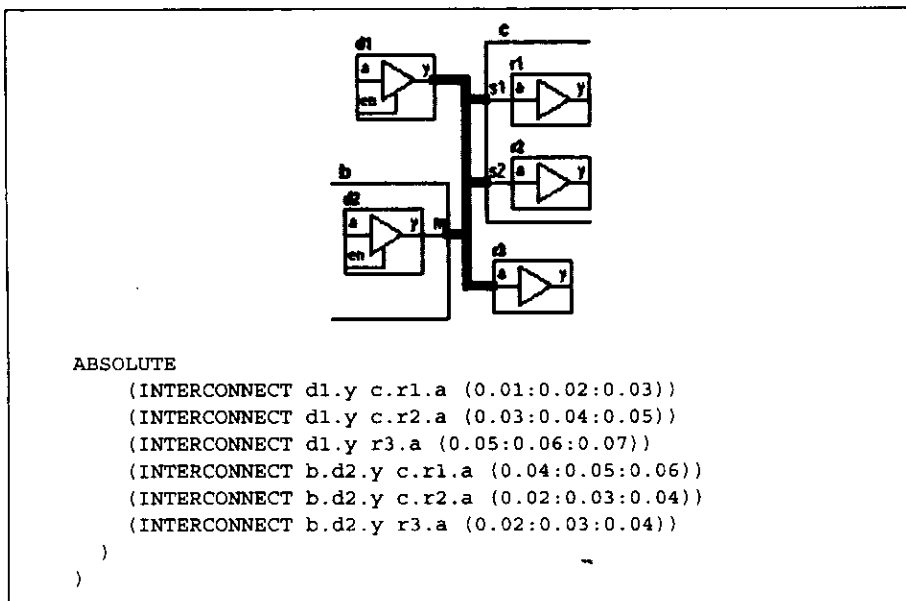 c
d1
r1
a y
en
s1 a y
r2
s2 a y
b
d2
a y
en
r3
a y
ABSOLUTE
(INTERCONNECT d1.y c.r1.a (0.01:0.02:0.03))
(INTERCONNECT d1.y c.r2.a (0.03:0.04:0.05))
(INTERCONNECT d1.y r3.a (0.05:0.06:0.07))
(INTERCONNECT b.d2.y c.r1.a (0.04:0.05:0.06))
(INTERCONNECT b.d2.y c.r2.a (0.02:0.03:0.04))
(INTERCONNECT b.d2.y r3.a (0.02:0.03:0.04))
)
)